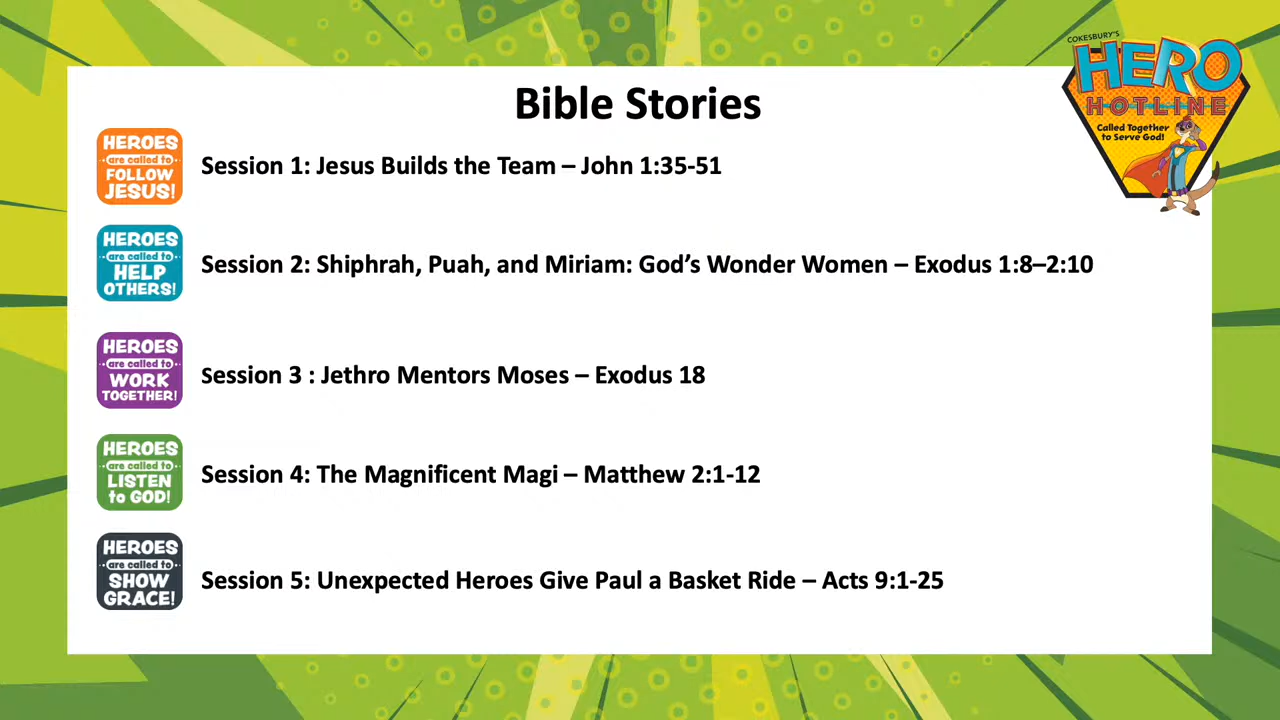 Bible Stories
COKESBURY'S
HERO
HOTLINE
Called Together
to Serve God!
HEROES
are called to
FOLLOW
JESUS!
Session 1: Jesus Builds the Team – John 1:35-51
HEROES
are called to
HELP
OTHERS!
Session 2: Shiphrah, Puah, and Miriam: God’s Wonder Women – Exodus 1:8–2:10
HEROES
are called to
WORK
TOGETHER!
Session 3 : Jethro Mentors Moses – Exodus 18
HEROES
are called to
LISTEN
to GOD!
Session 4: The Magnificent Magi – Matthew 2:1-12
HEROES
are called to
SHOW
GRACE!
Session 5: Unexpected Heroes Give Paul a Basket Ride – Acts 9:1-25